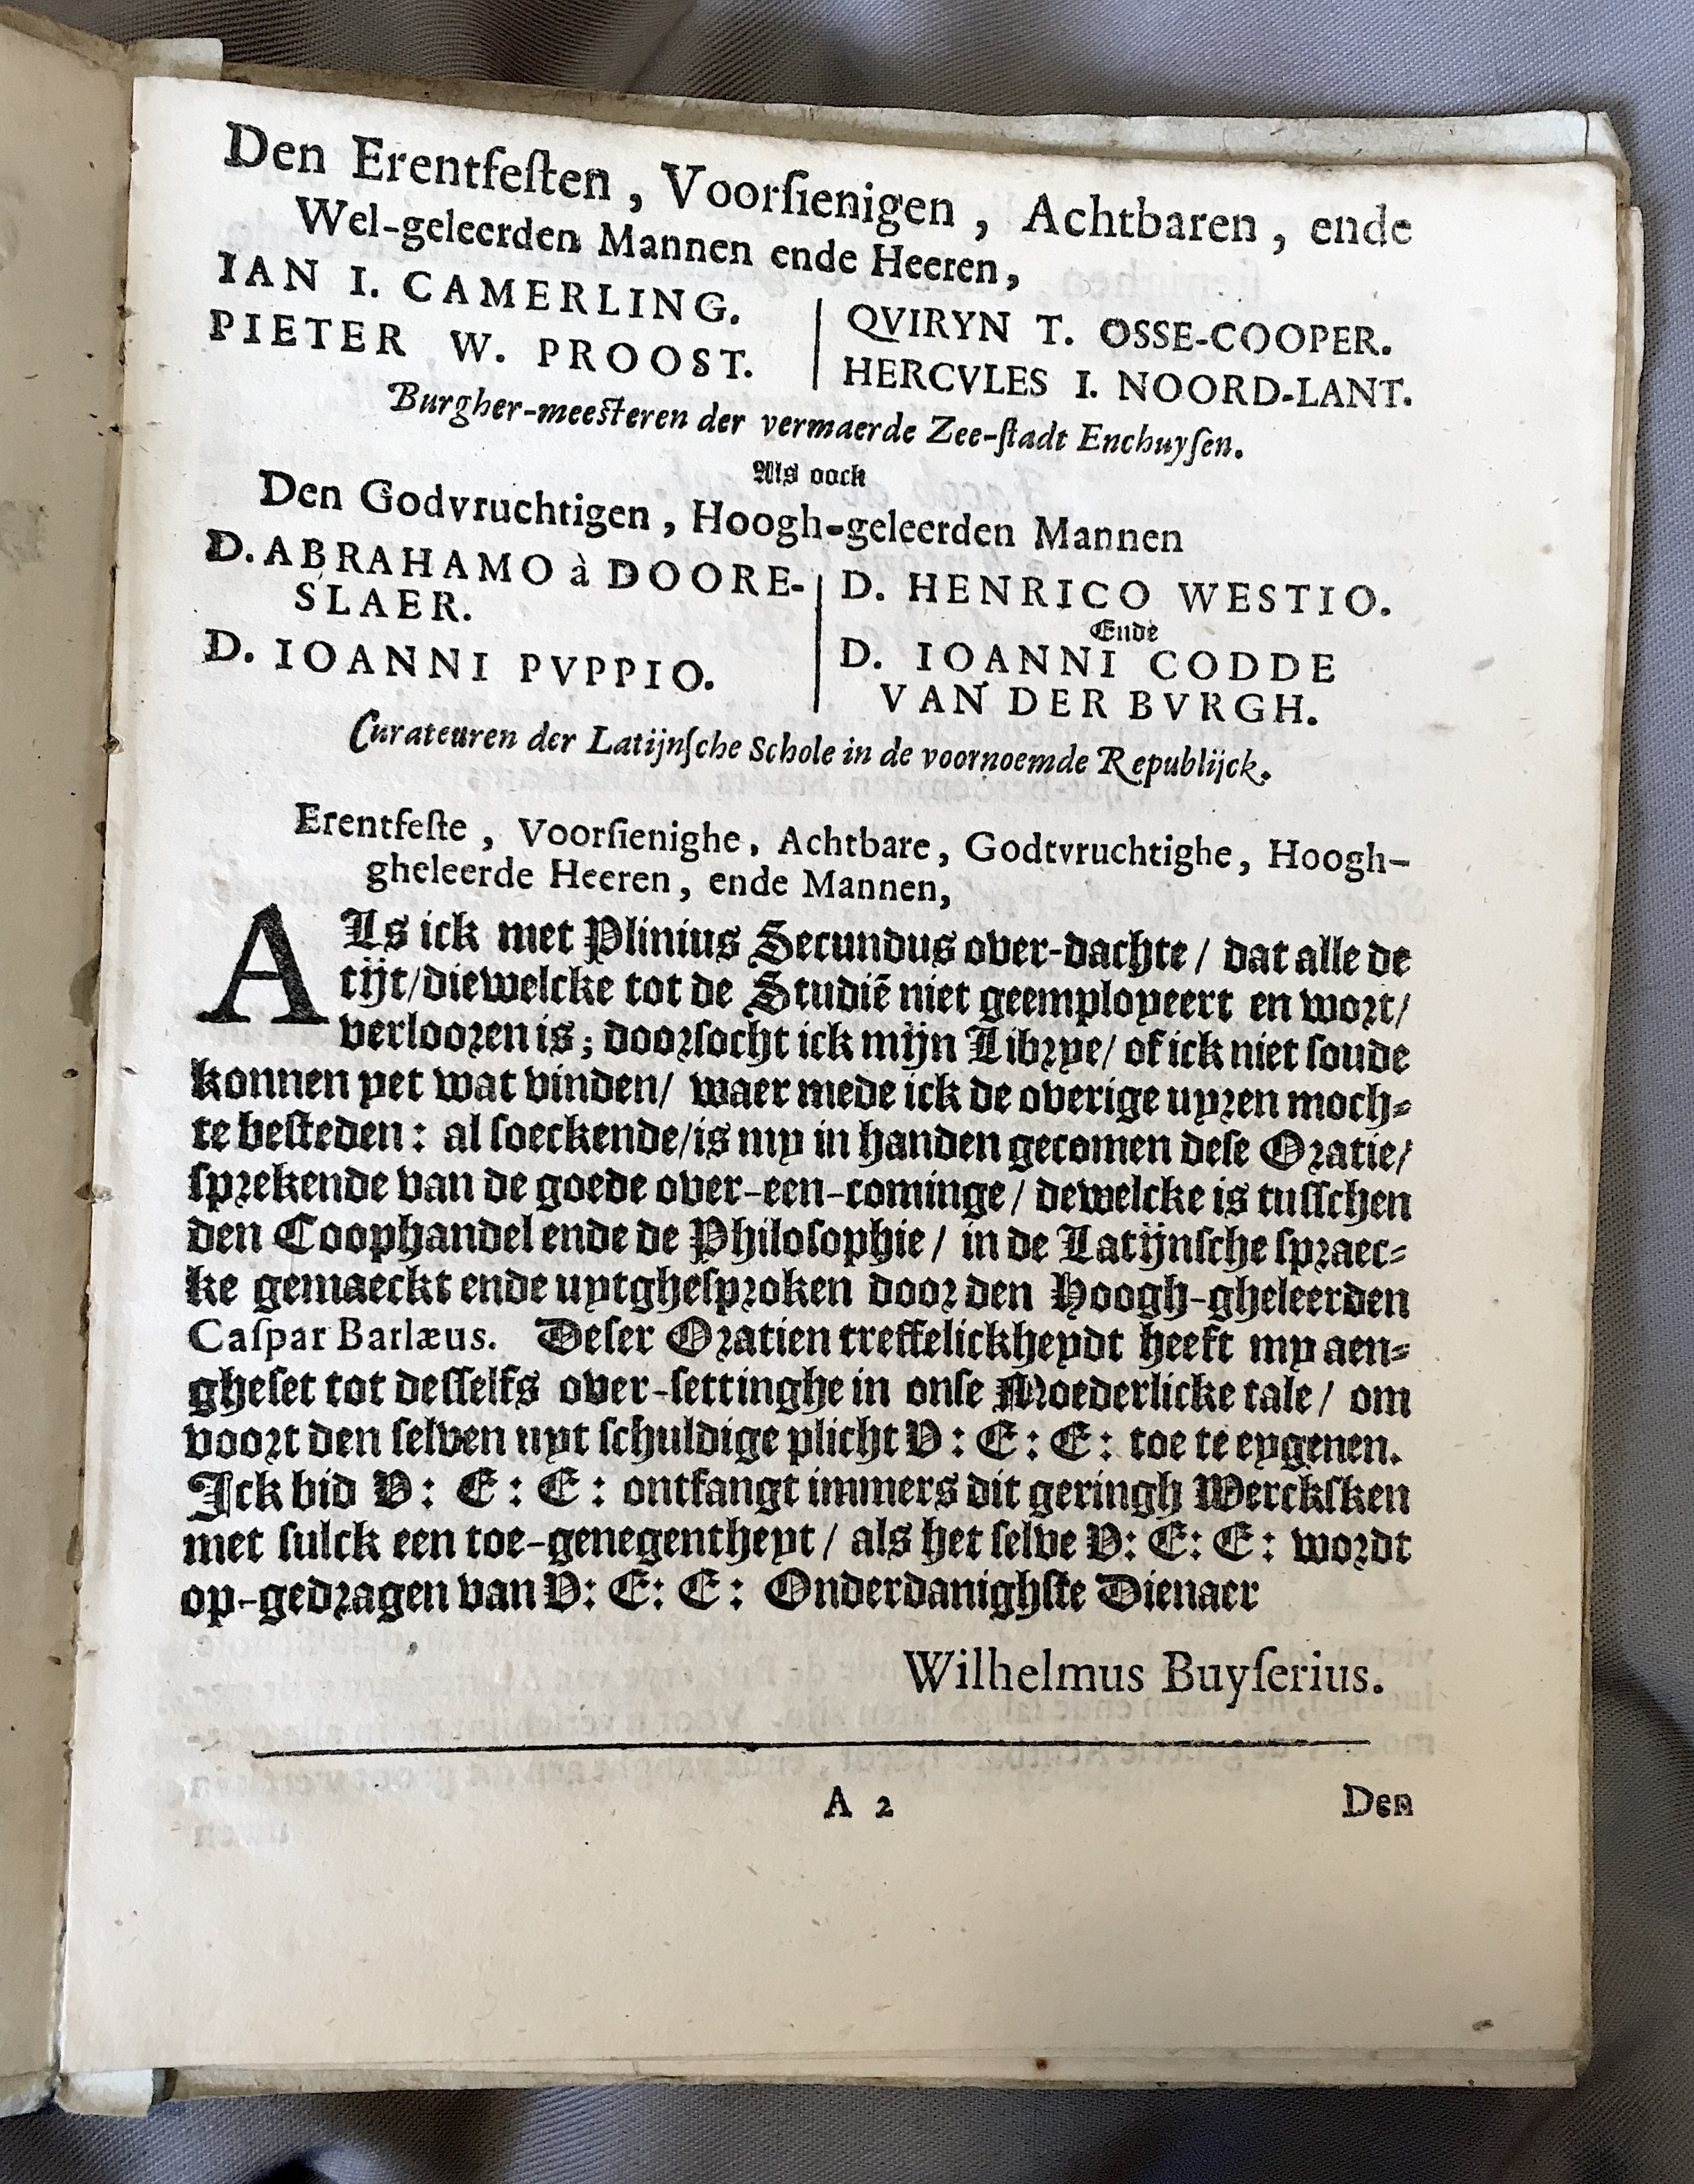 Den Erentfesten, Voorsienigen, Achtbaren, ende
Wel-geleerden Mannen ende Heeren,
IAN I. CAMERLING.
PIETER W. PROOST.
QVIRYN T. OSSE-COOPER.
HERCVLES I. NOORD-LANT.
Burgher-meesteren der vermaerde Zee-stadt Enchuysen.
Als oock
Den Godvruchtigen, Hoogh-geleerden Mannen
D. ABRAHAMO à DOORE-
SLAER.
D. IOANNI PVPPIO.
D. HENRICO WESTIO.
Ende
D. IOANNI CODDE
VAN DER BVRGH.
Curateuren der Latijnsche Schole in de voornoemde Republijck.
Erentfeste, Voorsienighe, Achtbare, Godtvruchtighe, Hoogh-
gheleerde Heeren, ende Mannen,
ALs ick met Plinius Secundus over-dachte / dat alle de
tijt/diewelcke tot de Studiē niet geemployeert en wort/
verlooren is; doorsocht ick mijn Librye/ of ick niet soude
konnen yet wat vinden/ waer mede ick de overige uyren moch-
te besteden: al soeckende/is my in handen gecomen dese Oratie/
sprekende van de goede over-een-cominge/ dewelcke is tusschen
den Coophandel ende de Philosophie/ in de Latijnsche spraec-
ke gemaeckt ende uytghesproken door den Hoogh-gheleerden
Caspar Barlæus. Deser Oratien treffelickheydt heeft my aen-
gheset tot desselfs over-settinghe in onse Moederlicke tale/ om
voort den selven uyt schuldige plicht V: E: E: toe te eygenen.
Ick bid V: E: E: ontfangt immers dit geringh Wercksken
met sulck een toe-genegentheyt/ als het selve V: E: E: wordt
op-gedragen van V: E: E: Onderdanighste Dienaer
Wilhelmus Buyserius.
A 2
Den